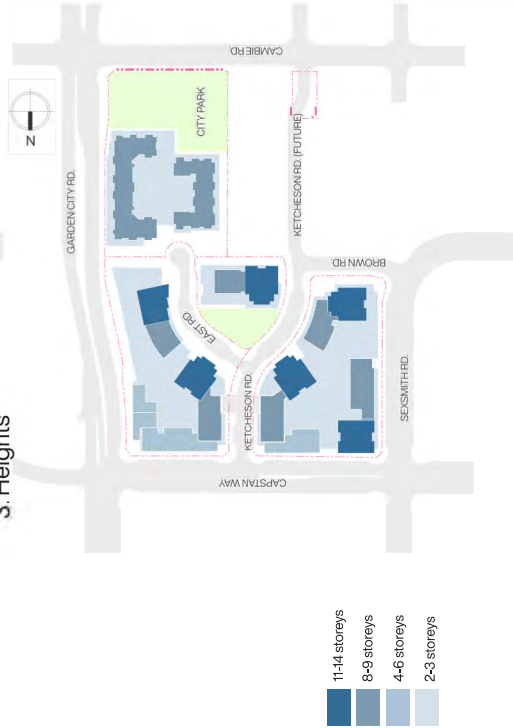 3. Heights
N
CAMBIE RD.
CITY PARK
GARDEN CITY RD.
KETCHESON RD. (FUTURE)
BROWN RD.
EAST RD.
KETCHESON RD.
SEXSMITH RD.
CAPSTAN WAY
11-14 storeys
8-9 storeys
4-6 storeys
2-3 storeys